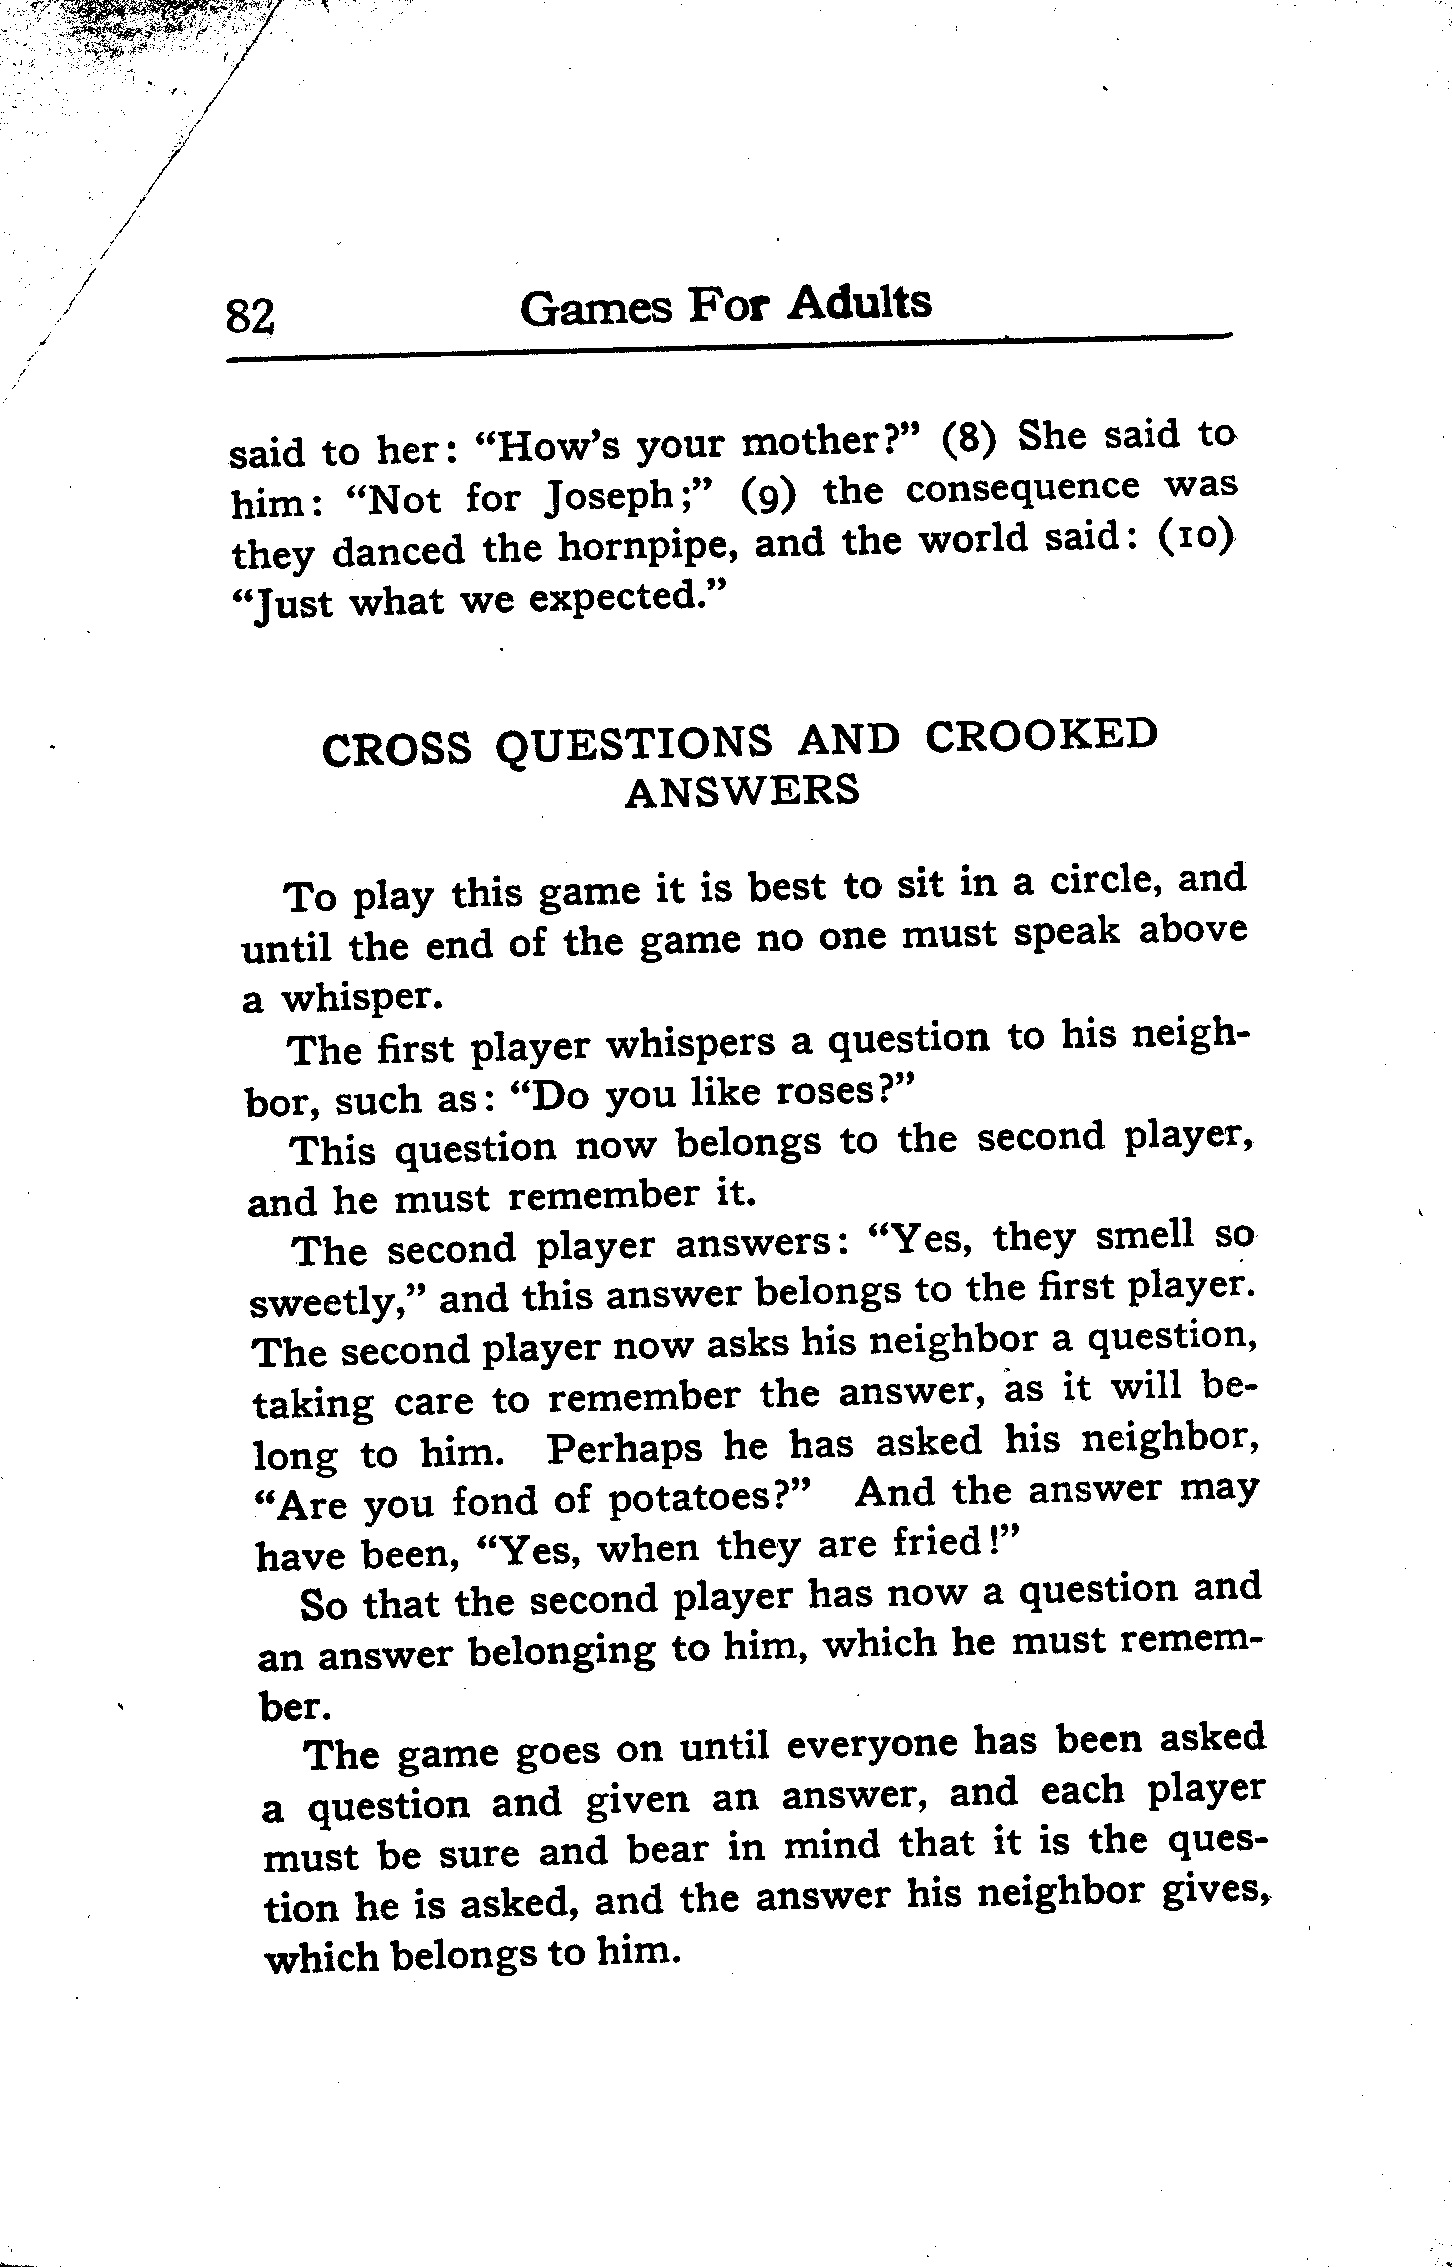 82 Games For Adults
said to her: “How’s your mother?” (8) She said to
him: “Not for Joseph;” (9) the consequence was
they danced the hornpipe, and the world said: (10)
“Just what we expected.”
CROSS QUESTIONS AND CROOKED
ANSWERS
To play this game it is best to sit in a circle, and
until the end of the game no one must speak above
a whisper.
The first player whispers a question to his neigh-
bor, such as: “Do you like roses?”
This question now belongs to the second player,
and he must remember it.
The second player answers: “Yes, they smell so
sweetly,” and this answer belongs to the first player.
The second player now asks his neighbor a question,
taking care to remember the answer, as it will be-
long to him. Perhaps he has asked his neighbor,
“Are you fond of potatoes?” And the answer may
have been, “Yes, when they are fried!”
So that the second player has now a question and
an answer belonging to him, which he must remem-
ber.
The game goes on until everyone has been asked
a question and given an answer, and each player
must be sure and bear in mind that it is the ques-
tion he is asked, and the answer his neighbor gives,
which belongs to him.